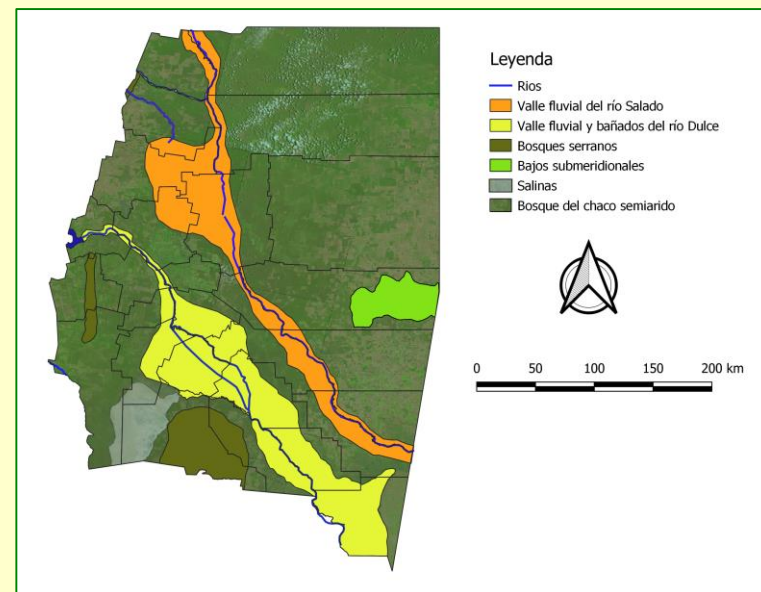 Leyenda
Rios
Valle fluvial del río Salado
Valle fluvial y bañados del río Dulce
Bosques serranos
Bajos submeridionales
Salinas
Bosque del chaco semiarido
0 50 100 150 200 km